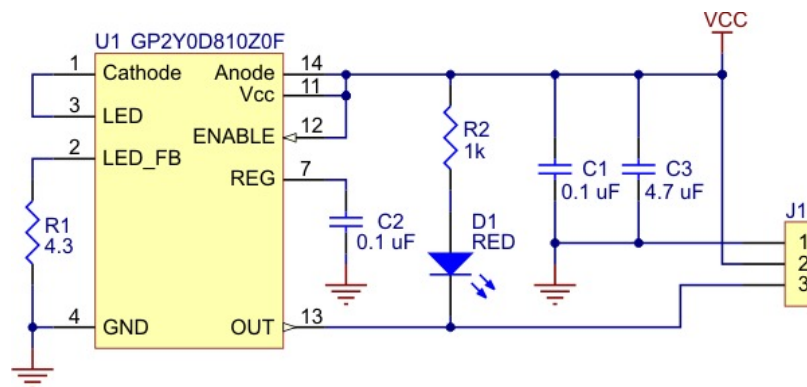 VCC
U1 GP2Y0D810Z0F
1 Cathode Anode 14
Vcc 11
3 LED
ENABLE 12
2 LED_FB
REG 7
R1
4.3
C2
0.1 uF
R2
1k
D1
RED
C1
0.1 uF
C3
4.7 uF
J1
1
2
3
4 GND OUT 13